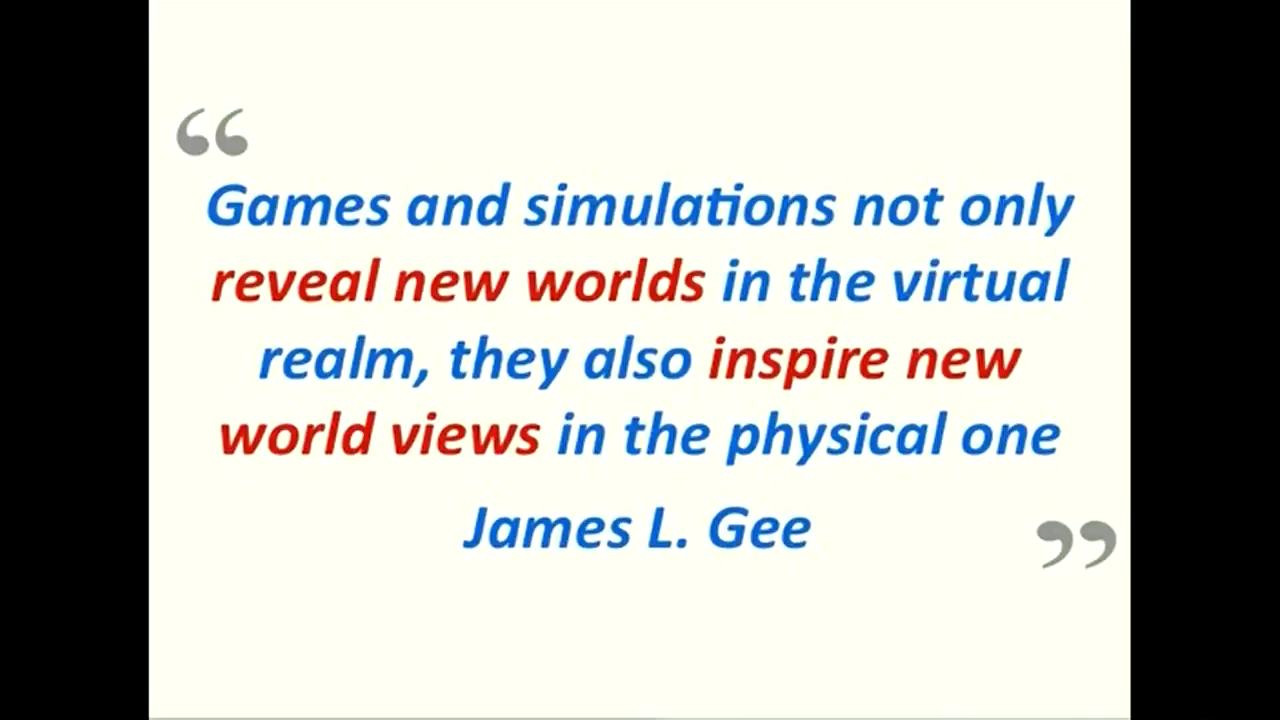 “
Games and simulations not only
reveal new worlds in the virtual
realm, they also inspire new
world views in the physical one
James L. Gee
”